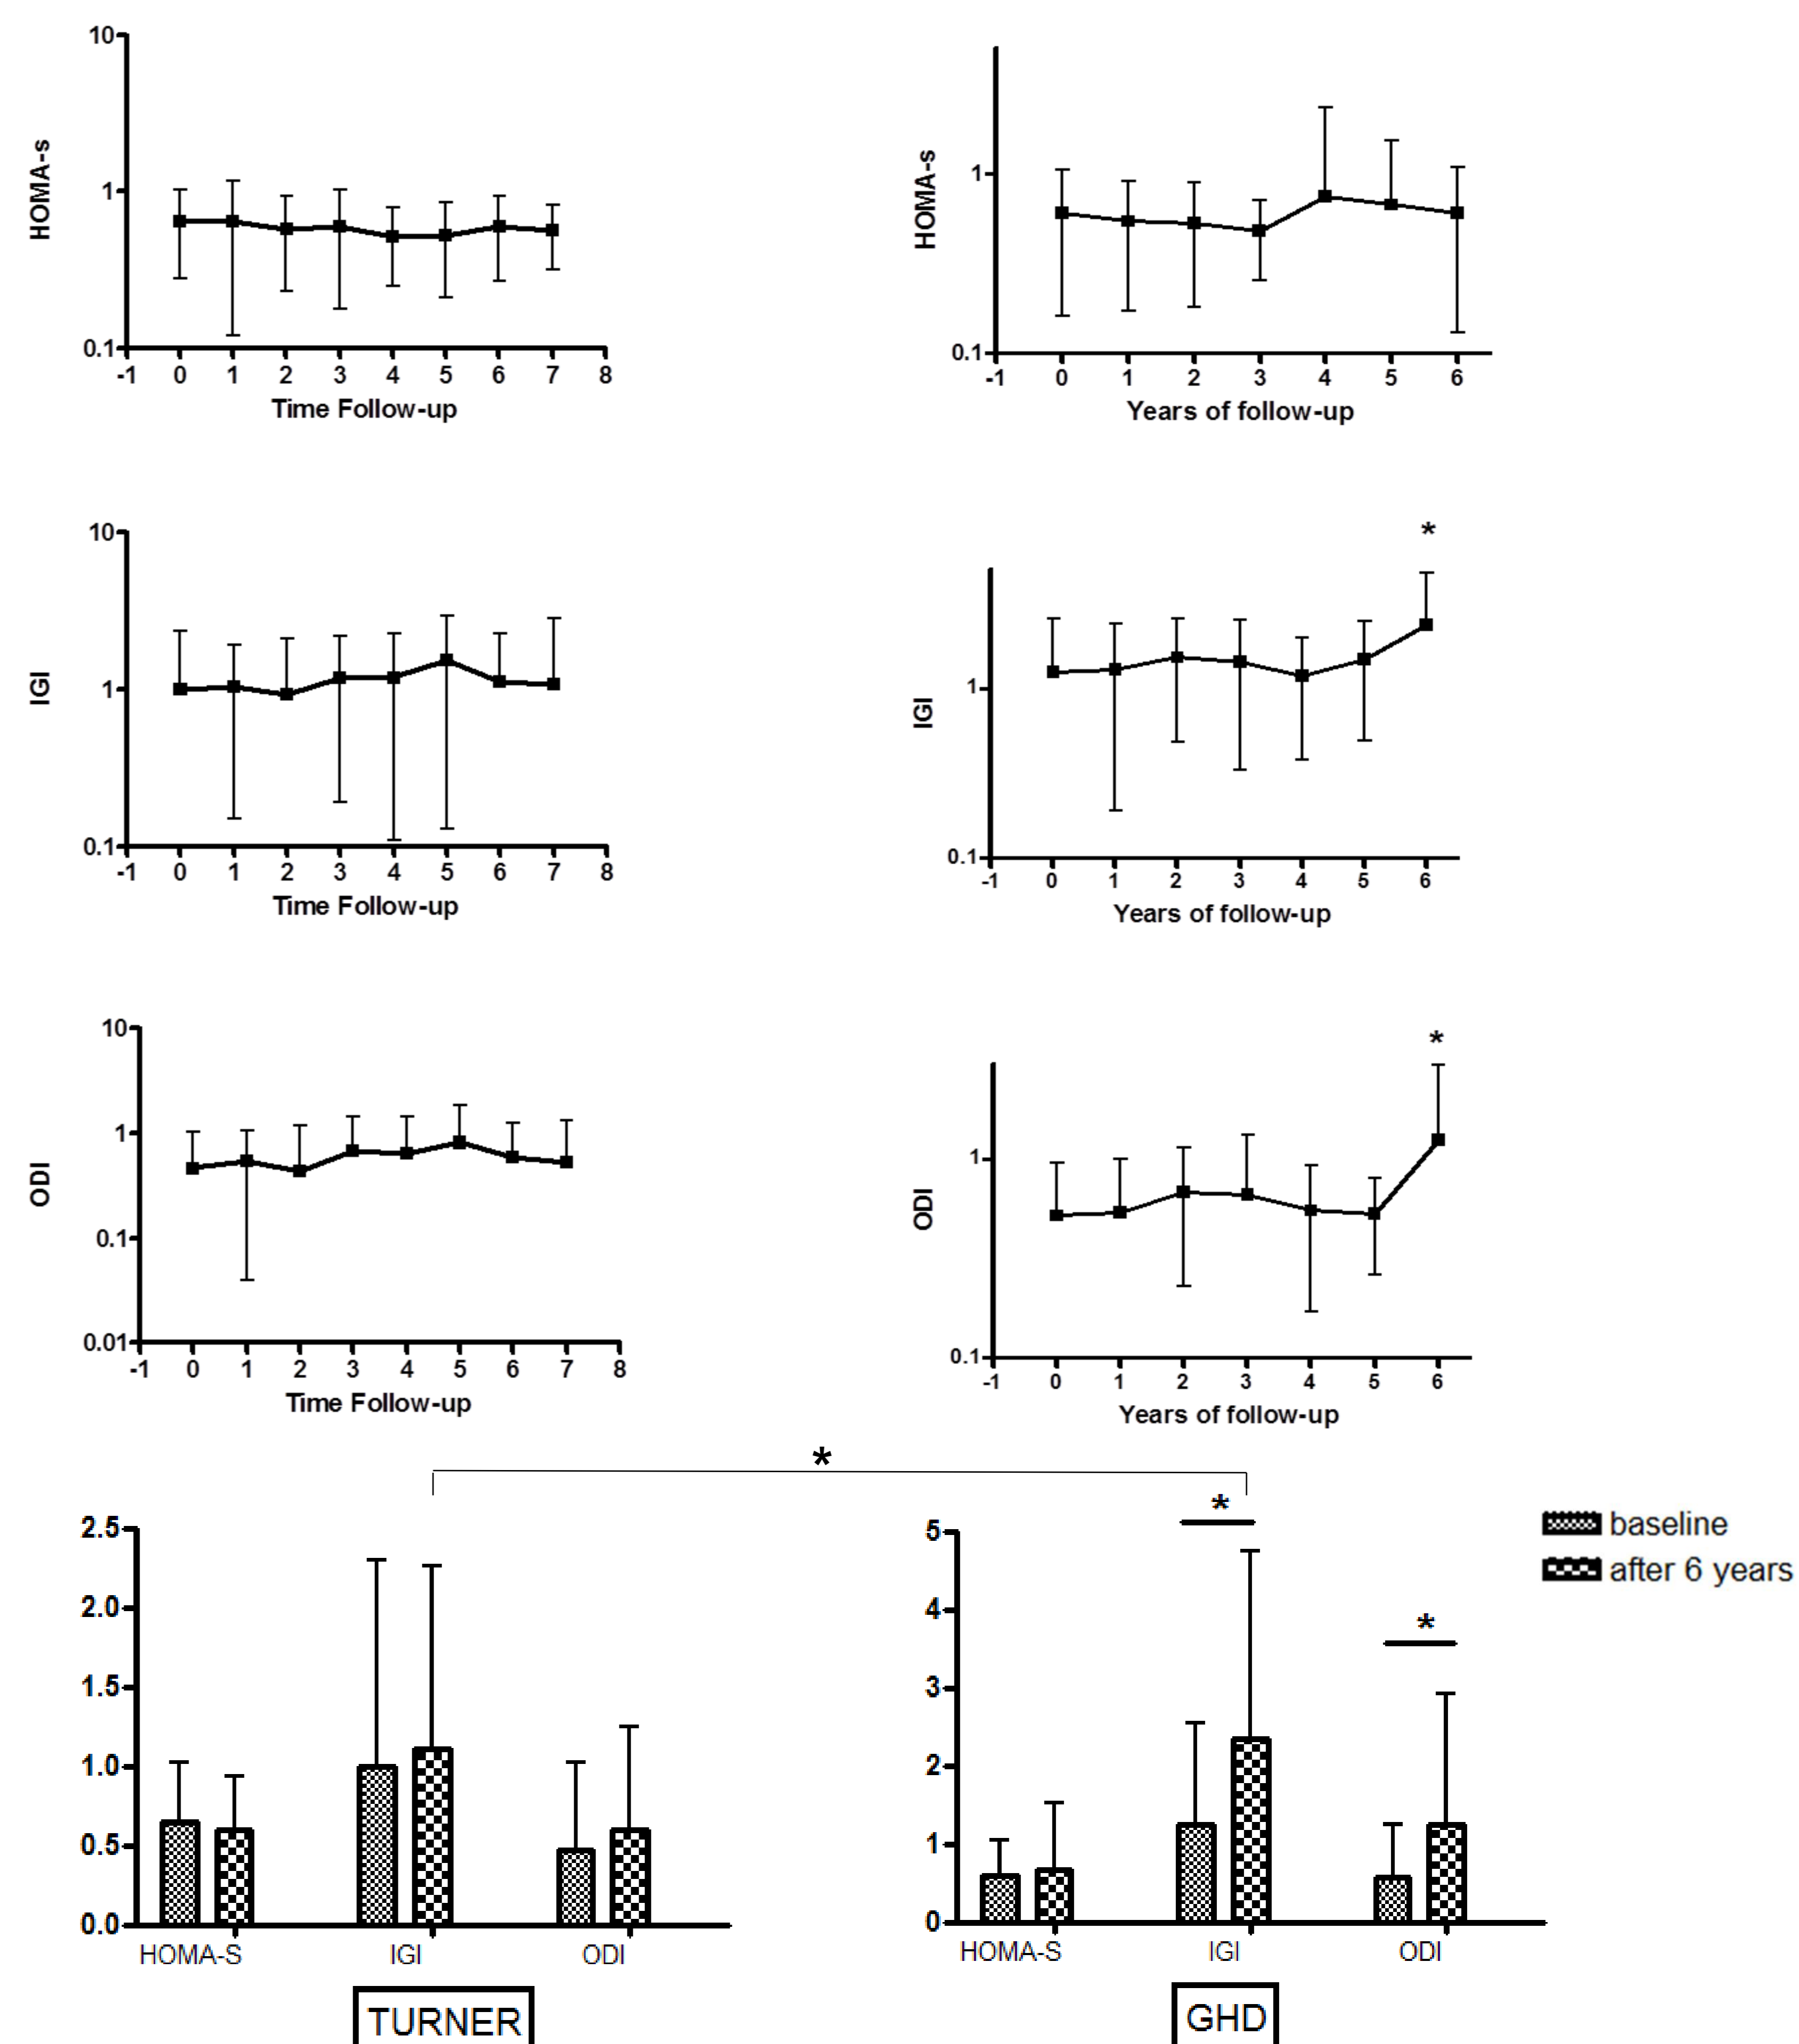 10
1
0.1
HOMA-s
-1 0 1 2 3 4 5 6 7 8
Time Follow-up
1
0.1
HOMA-s
-1 0 1 2 3 4 5 6
Years of follow-up
10
1
0.1
IGI
-1 0 1 2 3 4 5 6 7 8
Time Follow-up
*
1
0.1
IGI
-1 0 1 2 3 4 5 6
Years of follow-up
10
1
0.1
0.01
ODI
-1 0 1 2 3 4 5 6 7 8
Time Follow-up
*
1
0.1
ODI
-1 0 1 2 3 4 5 6
Years of follow-up
*
2.5
2.0
1.5
1.0
0.5
0.0
HOMA-S IGI ODI
TURNER
*
*
5
4
3
2
1
0
HOMA-S IGI ODI
GHD
baseline
after 6 years